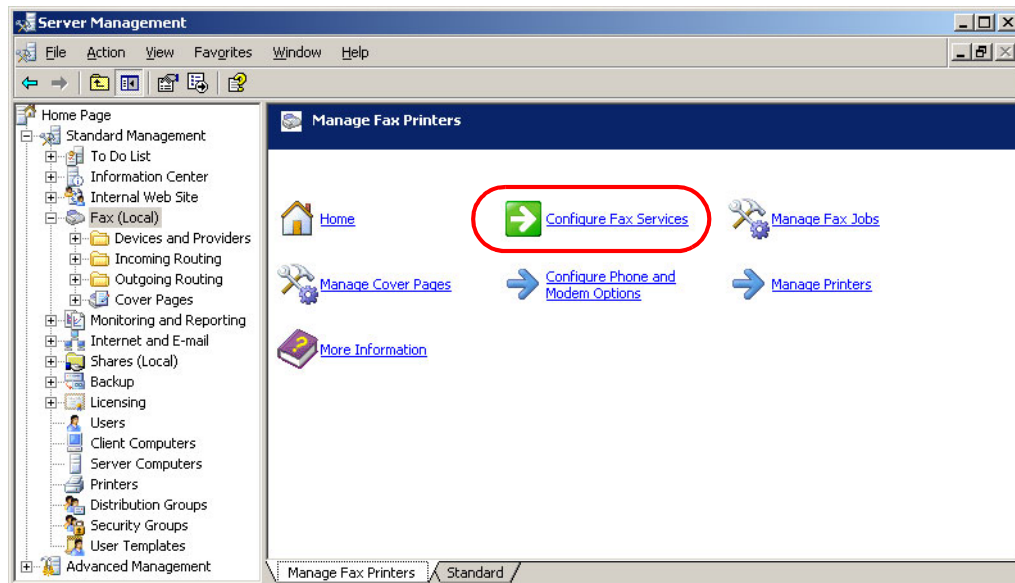 Server Management
File Action View Favorites Window Help
Home Page
Standard Management
To Do List
Information Center
Internal Web Site
Fax (Local)
Devices and Providers
Incoming Routing
Outgoing Routing
Cover Pages
Monitoring and Reporting
Internet and E-mail
Shares (Local)
Backup
Licensing
Users
Client Computers
Server Computers
Printers
Distribution Groups
Security Groups
User Templates
Advanced Management
Manage Fax Printers
Home
Configure Fax Services
Manage Fax Jobs
Manage Cover Pages
Configure Phone and
Modem Options
Manage Printers
More Information
Manage Fax Printers
Standard